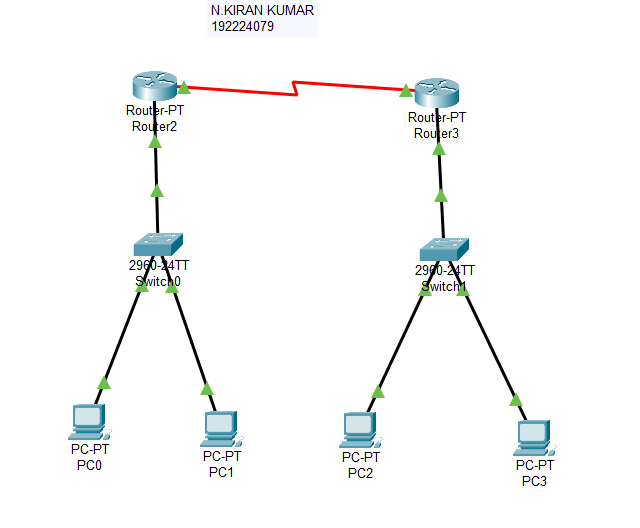 N.KIRAN KUMAR
192224079
Router-PT
Router2
Router-PT
Router3
2960-24TT
Switch0
2960-24TT
Switch1
PC-PT
PC0
PC-PT
PC1
PC-PT
PC2
PC-PT
PC3